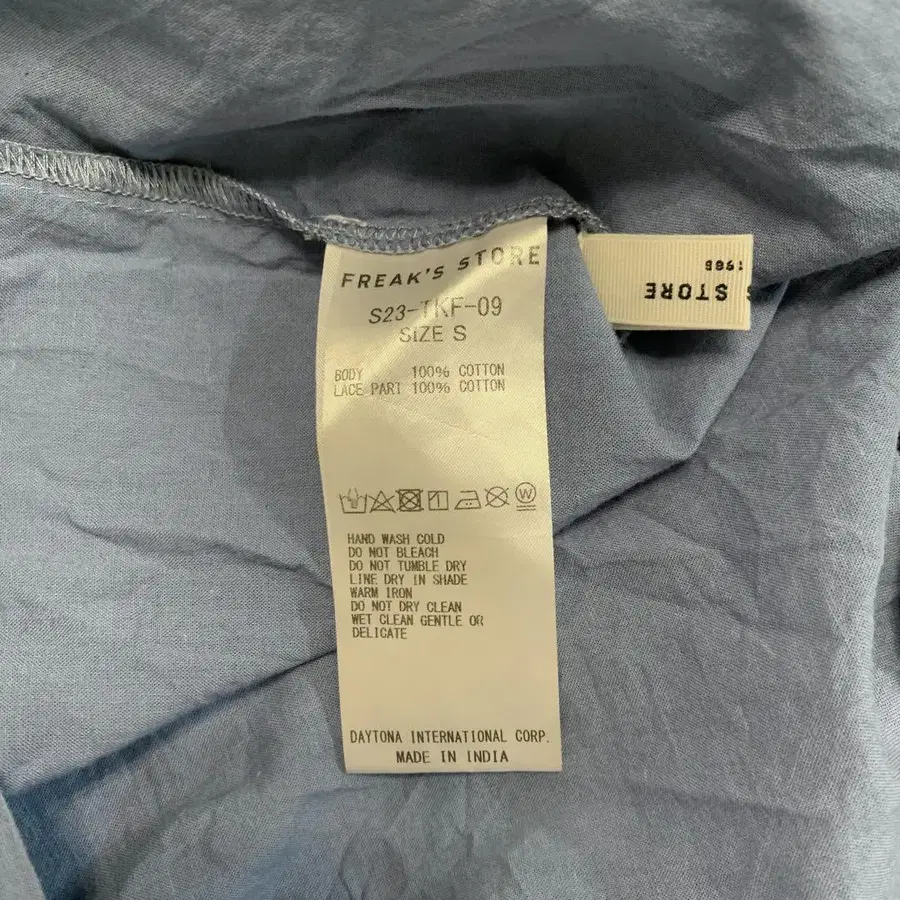 FREAK'S STORE
S23-TKF-09
SIZE S
BODY 100% COTTON
LACE PART 100% COTTON
W
HAND WASH COLD
DO NOT BLEACH
DO NOT TUMBLE DRY
LINE DRY IN SHADE
WARM IRON
DO NOT DRY CLEAN
WET CLEAN GENTLE OR
DELICATE
DAYTONA INTERNATIONAL CORP.
MADE IN INDIA
S STORE